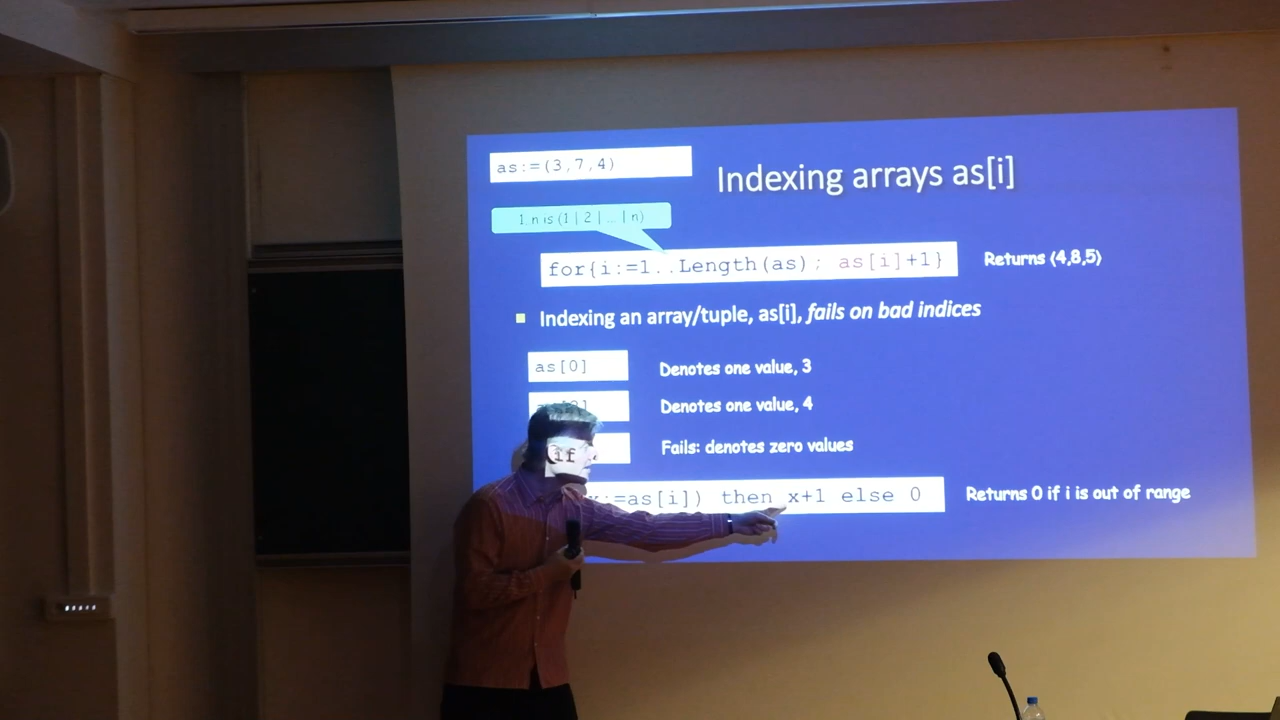 as:=(3,7,4)
Indexing arrays as[i]
1..n is (1 | 2 | ... | n)
for{i:=1..Length(as); as[i]+1}
Returns (4,8,5)
Indexing an array/tuple, as[i], fails on bad indices
as[0]
Denotes one value, 3
Denotes one value, 4
Fails: denotes zero values
if
x:=as[i]) then x+1 else 0
Returns 0 if i is out of range